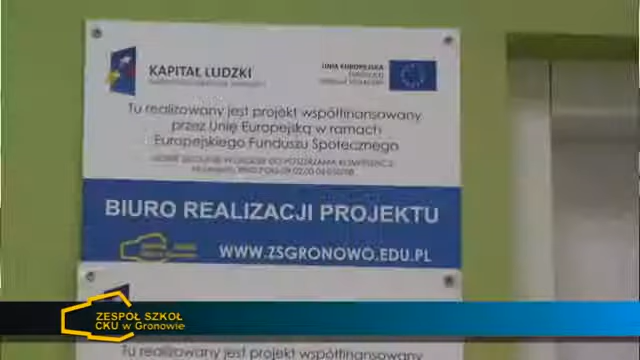 KAPITAŁ LUDZKI
UNIA EUROPEJSKA
Tu realizowany jest projekt współfinansowany
przez Unię Europejską w ramach
Europejskiego Funduszu Społecznego
BIURO REALIZACJI PROJEKTU
WWW.ZSGRONOWO.EDU.PL
ZESPÓŁ SZKÓŁ
CKU w Gronowie
Tu realizowany jest projekt współfinansowany